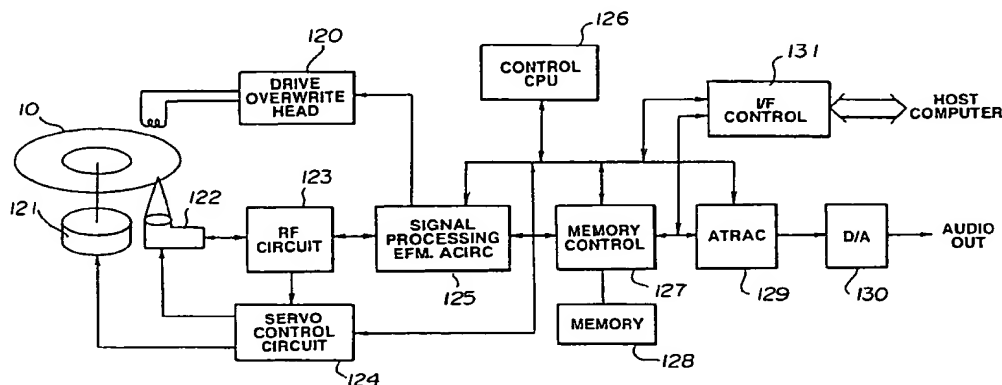 126
CONTROL
CPU
120
DRIVE
OVERWRITE
HEAD
131
I/F
CONTROL
HOST
COMPUTER
10
121
122
123
RF
CIRCUIT
SIGNAL
PROCESSING
EFM. ACIRC
125
MEMORY
CONTROL
127
ATRAC
129
D/A
130
AUDIO
OUT
SERVO
CONTROL
CIRCUIT
124
MEMORY
128